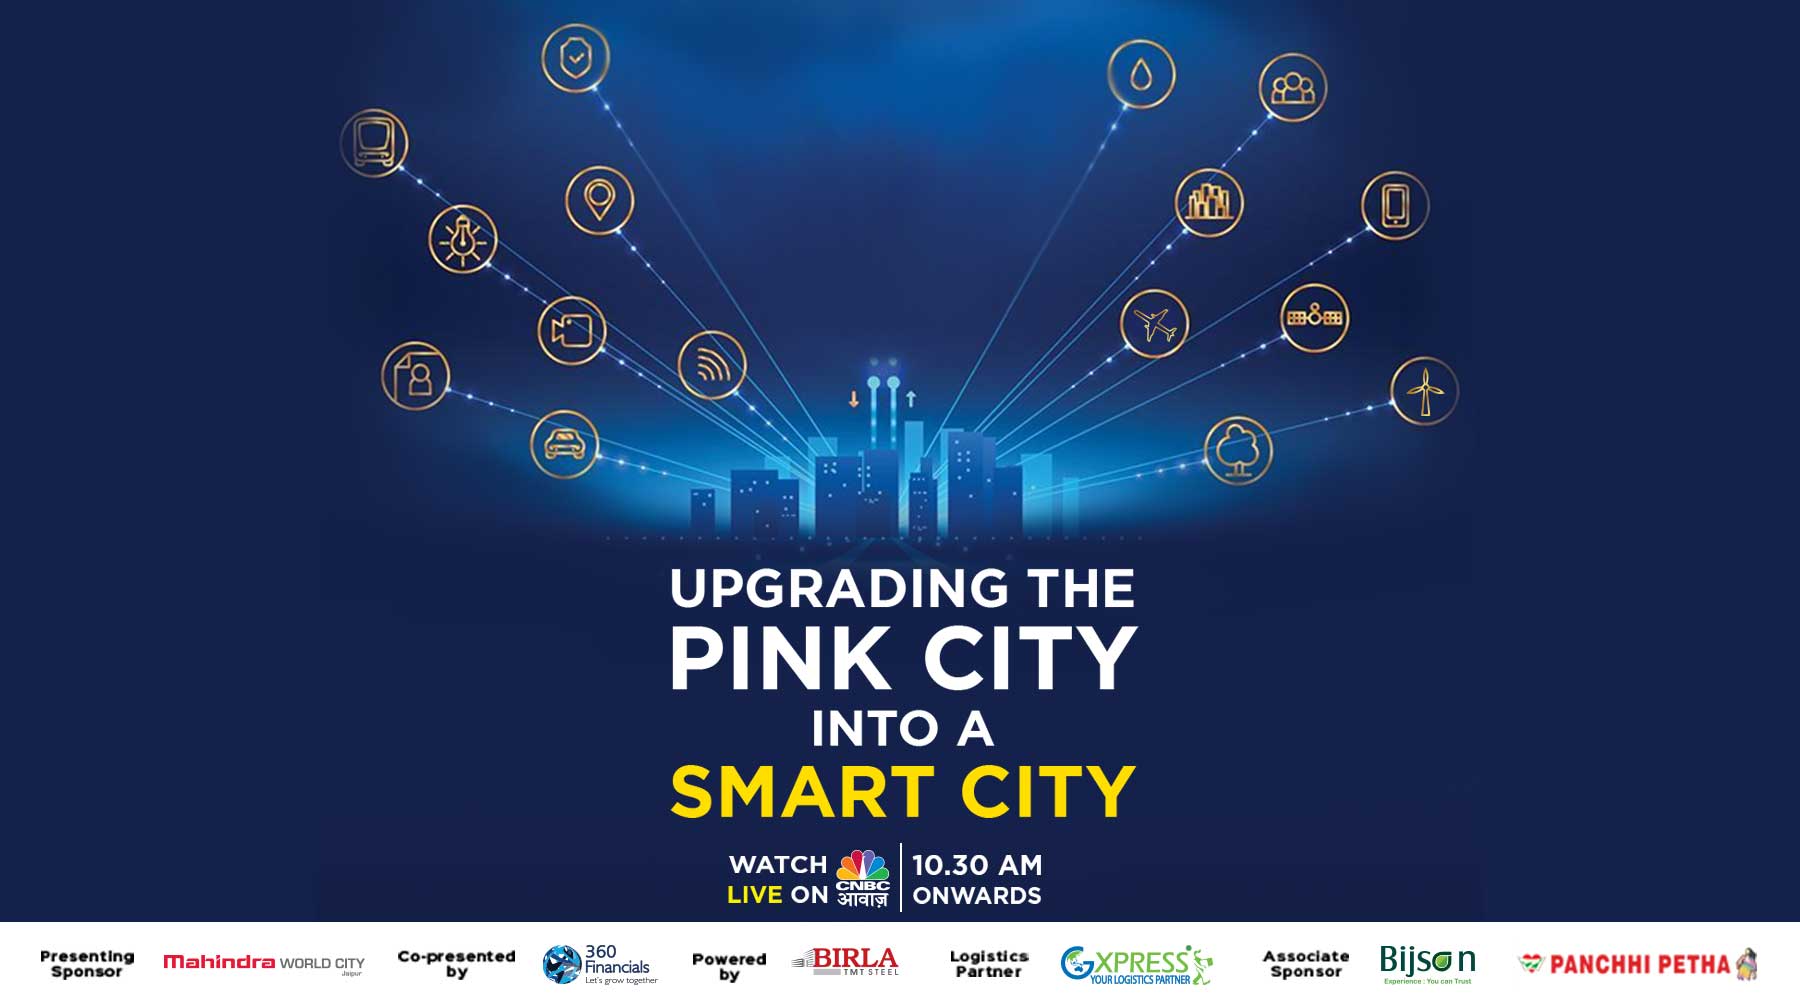 UPGRADING THE
PINK CITY
INTO A
SMART CITY
WATCH
LIVE ON
CNBC
आवाज़
10.30 AM
ONWARDS
Presenting
Sponsor
Mahindra WORLD CITY
Jaipur
Co-presented
by
360
Financials
Let's grow together
Powered
by
BIRLA
TMT STEEL
Logistics
Partner
GXPRESS
YOUR LOGISTICS PARTNER
Associate
Sponsor
Bijson
Experience : You can Trust
PANCHHI PETHA